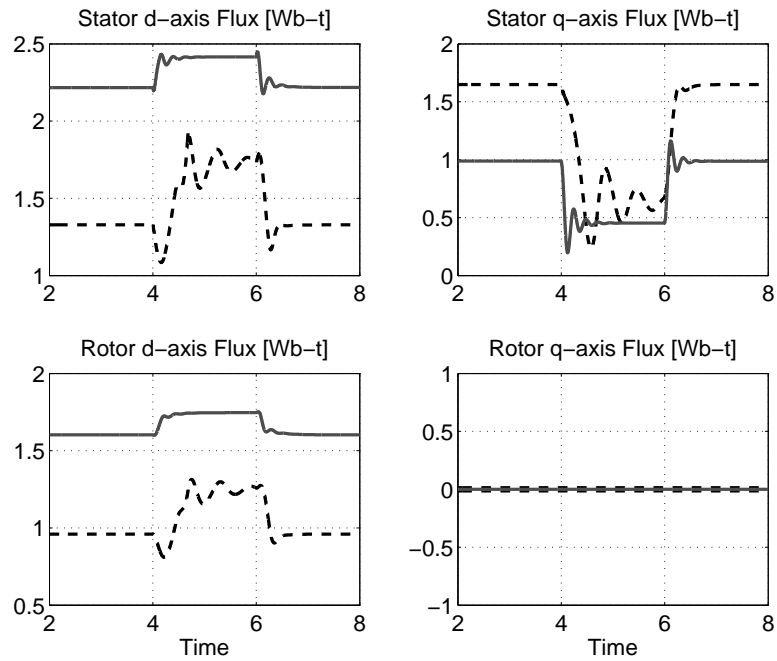 Stator d−axis Flux [Wb−t]
2.5
2
1.5
1
2 4 6 8
Stator q−axis Flux [Wb−t]
2
1.5
1
0.5
0
2 4 6 8
Rotor d−axis Flux [Wb−t]
2
1.5
1
0.5
2 4 6 8
Time
Rotor q−axis Flux [Wb−t]
1
0.5
0
−0.5
−1
2 4 6 8
Time